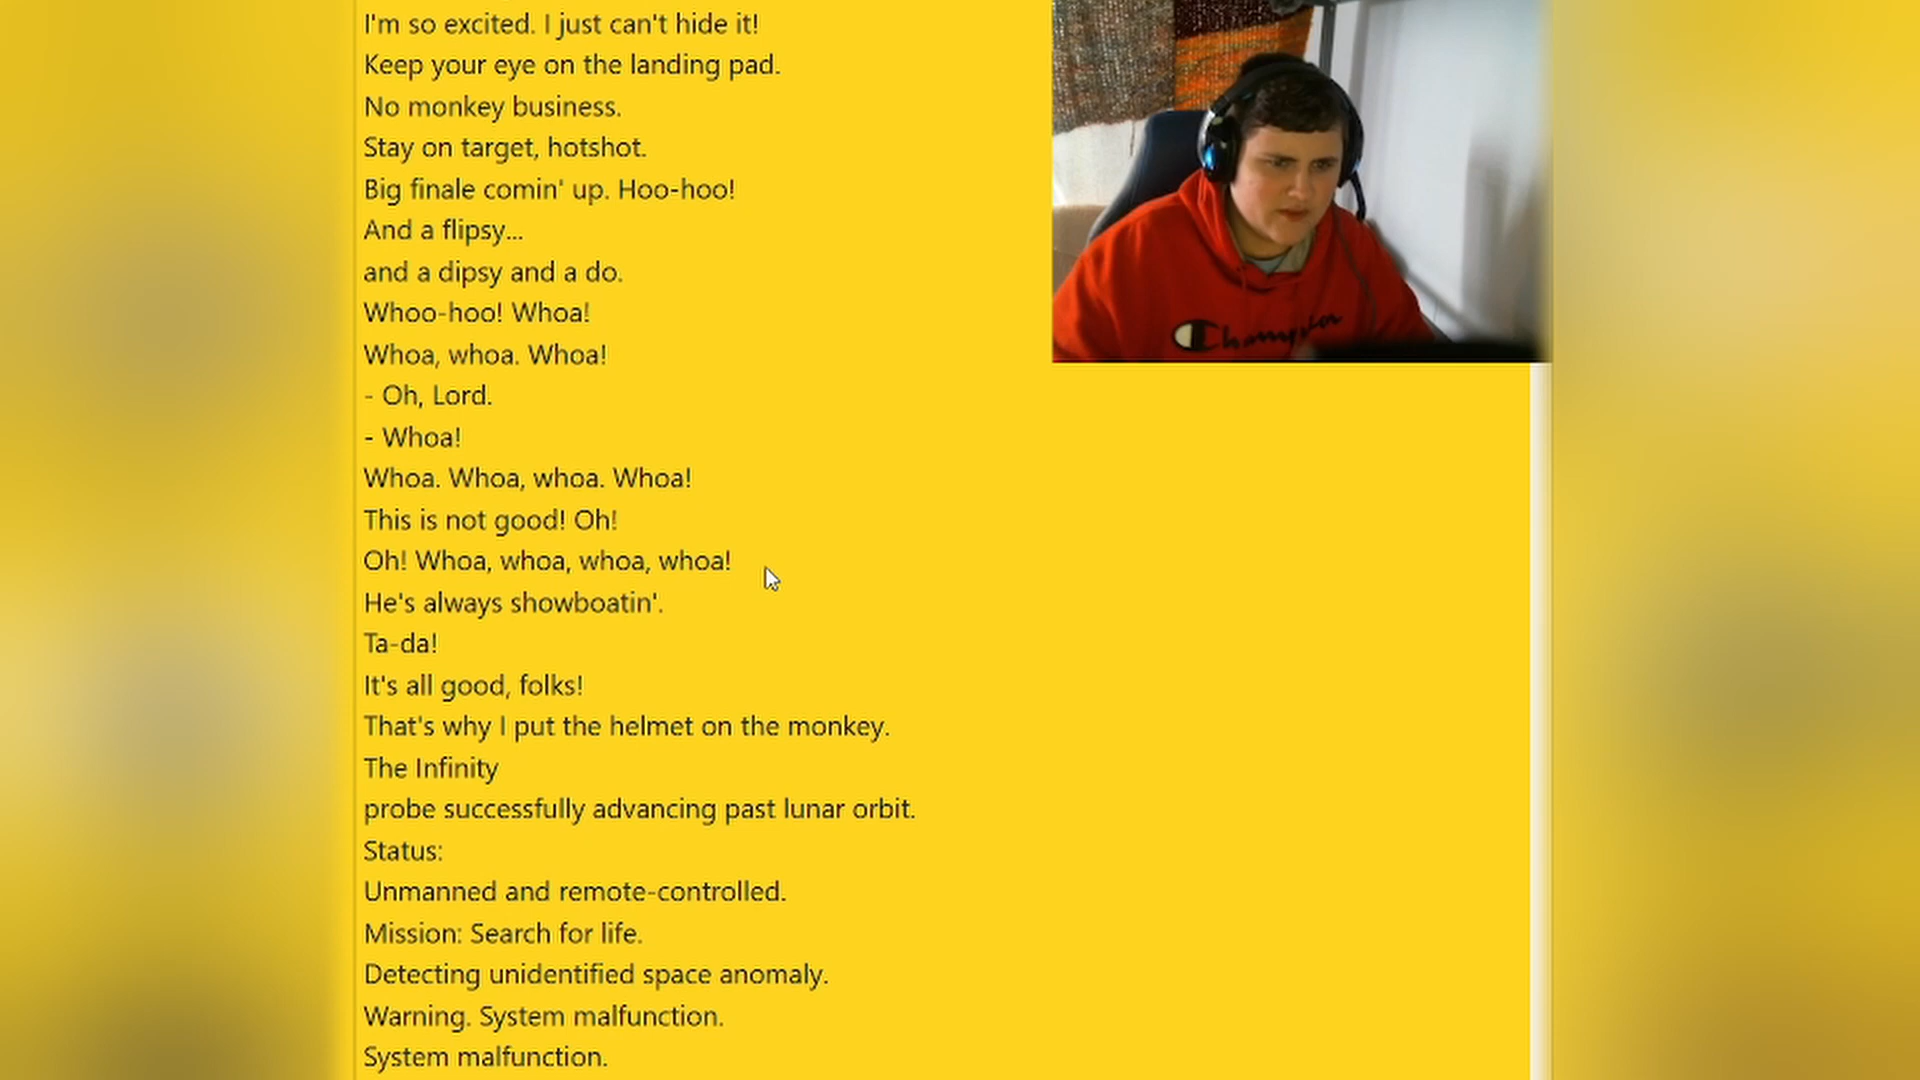 I'm so excited. I just can't hide it!
Keep your eye on the landing pad.
No monkey business.
Stay on target, hotshot.
Big finale comin' up. Hoo-hoo!
And a flipsy...
and a dipsy and a do.
Whoo-hoo! Whoa!
Whoa, whoa. Whoa!
- Oh, Lord.
- Whoa!
Whoa. Whoa, whoa. Whoa!
This is not good! Oh!
Oh! Whoa, whoa, whoa, whoa!
He's always showboatin'.
Ta-da!
It's all good, folks!
That's why I put the helmet on the monkey.
The Infinity
probe successfully advancing past lunar orbit.
Status:
Unmanned and remote-controlled.
Mission: Search for life.
Detecting unidentified space anomaly.
Warning. System malfunction.
System malfunction.
Champion